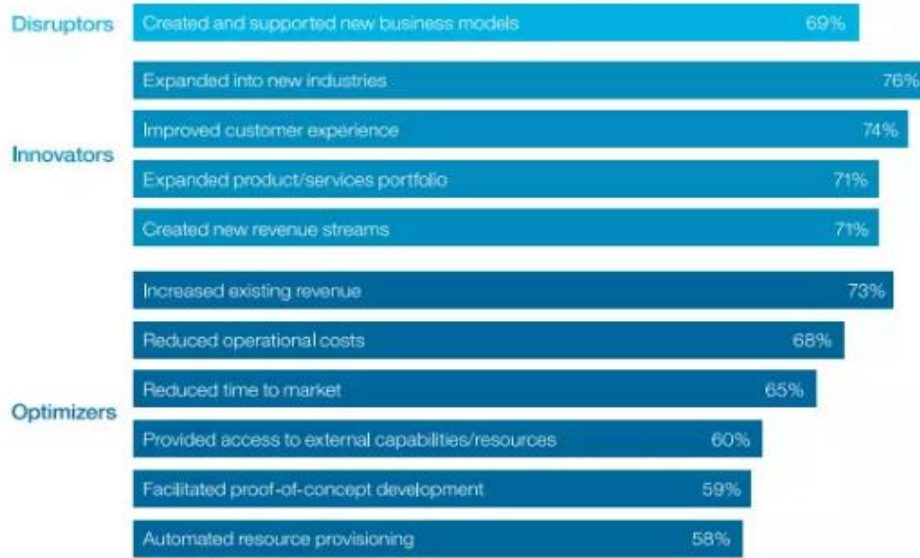 Disruptors
Created and supported new business models 69%
Innovators
Expanded into new industries 76%
Improved customer experience 74%
Expanded product/services portfolio 71%
Created new revenue streams 71%
Optimizers
Increased existing revenue 73%
Reduced operational costs 68%
Reduced time to market 65%
Provided access to external capabilities/resources 60%
Facilitated proof-of-concept development 59%
Automated resource provisioning 58%